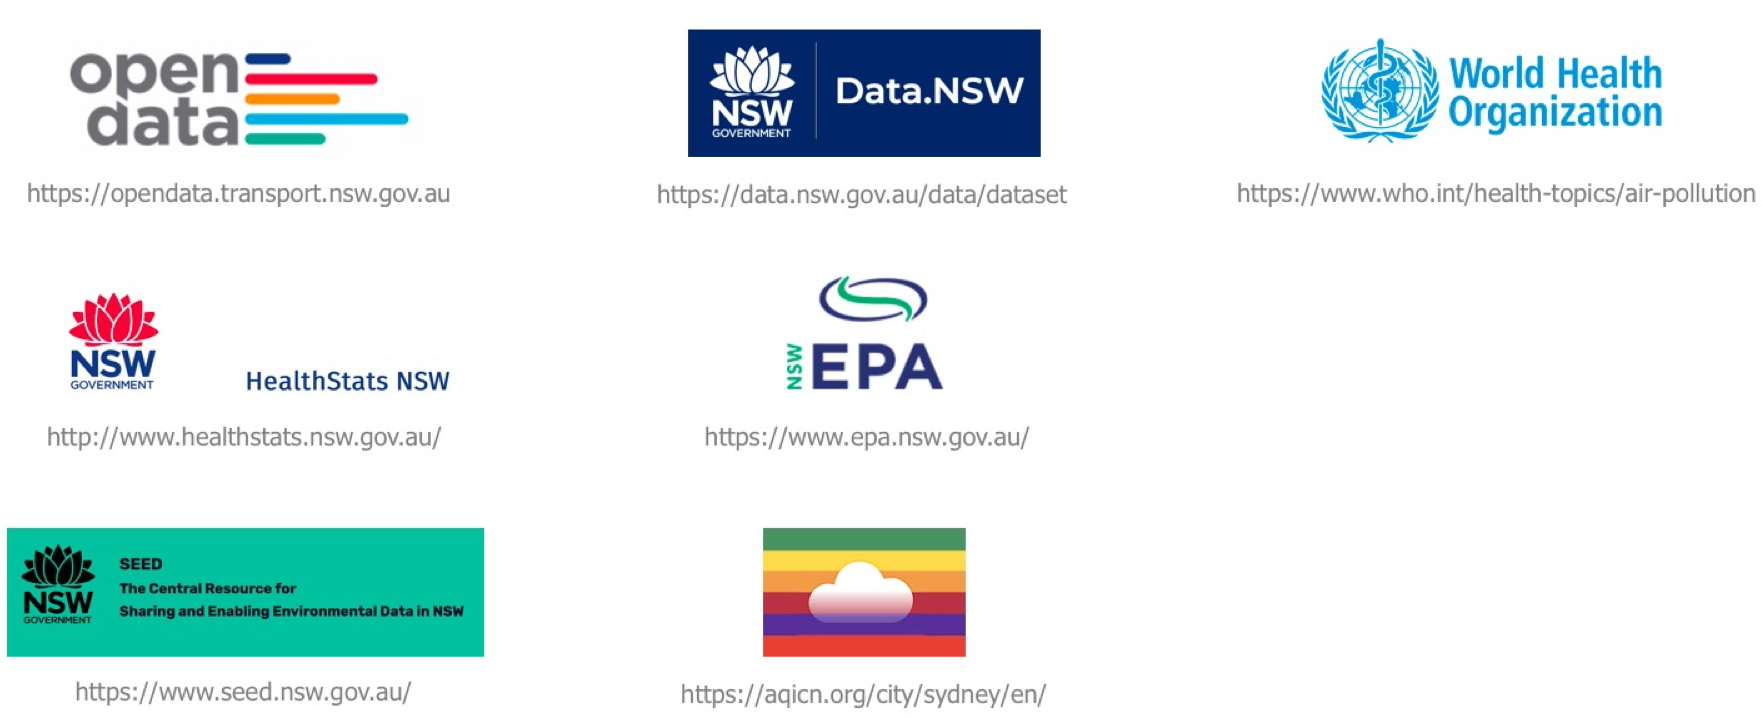 open
data
https://opendata.transport.nsw.gov.au
NSW
GOVERNMENT
Data.NSW
https://data.nsw.gov.au/data/dataset
World Health
Organization
https://www.who.int/health-topics/air-pollution
NSW
GOVERNMENT
HealthStats NSW
http://www.healthstats.nsw.gov.au/
NSW
EPA
https://www.epa.nsw.gov.au/
NSW
GOVERNMENT
SEED
The Central Resource for
Sharing and Enabling Environmental Data in NSW
https://www.seed.nsw.gov.au/
https://aqicn.org/city/sydney/en/